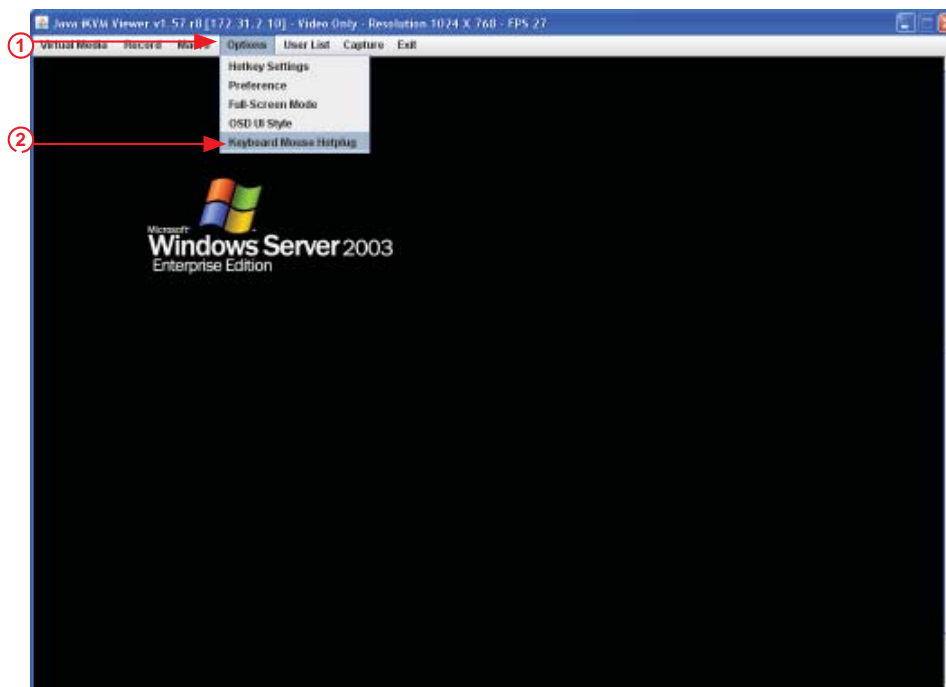 Java iKVM Viewer v1.57 r8 [172.31.2.10] - Video Only - Resolution 1024 X 768 - FPS 27
1
Virtual Media Record Macro Options User List Capture Exit
Hotkey Settings
Preference
Full-Screen Mode
OSD UI Style
2
Keyboard Mouse Hotplug
Microsoft
Windows Server 2003
Enterprise Edition